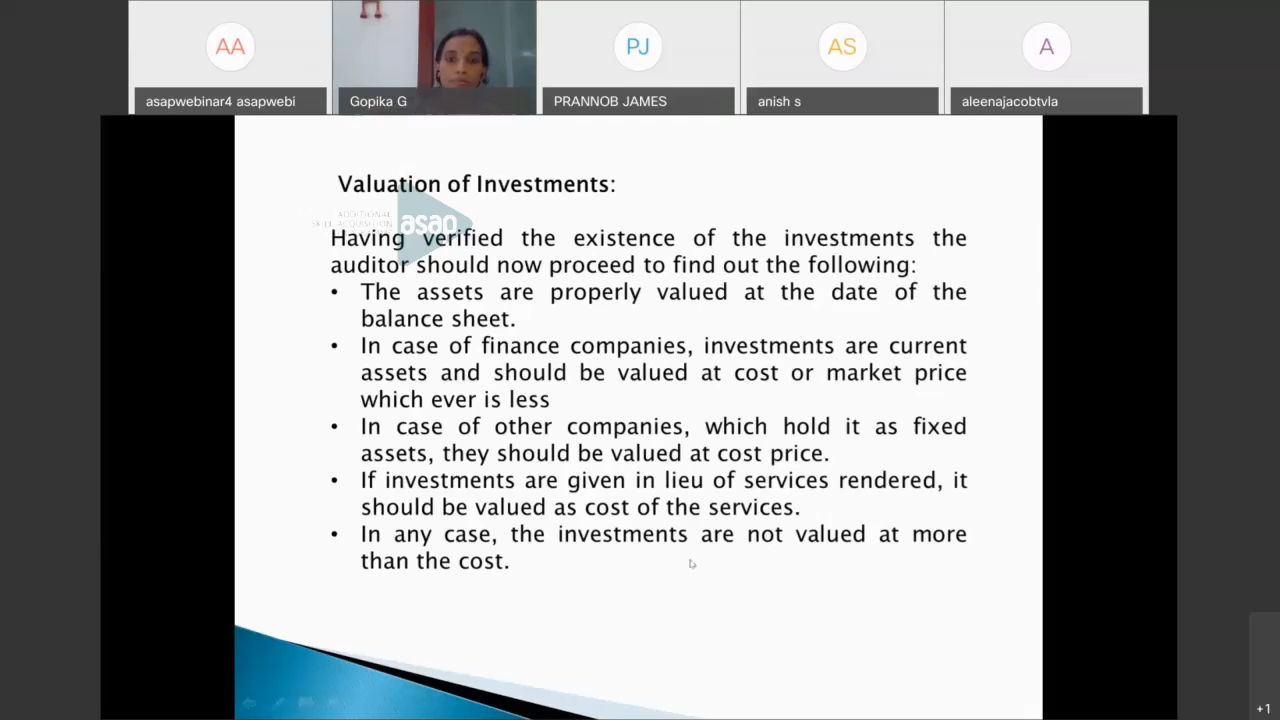 AA
PJ
AS
A
asapwebinar4 asapwebi
Gopika G
PRANNOB JAMES
anish s
aleenajacobtvla
Valuation of Investments:
ADDITIONAL
SKILL ACQUISITION
asap
Having verified the existence of the investments the
auditor should now proceed to find out the following:
• The assets are properly valued at the date of the
balance sheet.
• In case of finance companies, investments are current
assets and should be valued at cost or market price
which ever is less
• In case of other companies, which hold it as fixed
assets, they should be valued at cost price.
• If investments are given in lieu of services rendered, it
should be valued as cost of the services.
• In any case, the investments are not valued at more
than the cost.
+1